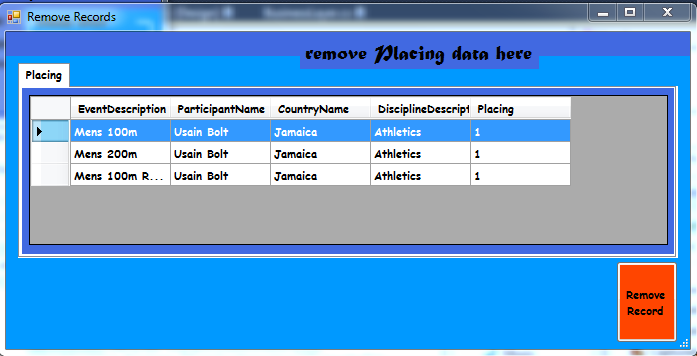 Remove Records
remove Placing data here
Placing
EventDescription ParticipantName CountryName DisciplineDescript Placing
Mens 100m Usain Bolt Jamaica Athletics 1
Mens 200m Usain Bolt Jamaica Athletics 1
Mens 100m R... Usain Bolt Jamaica Athletics 1
Remove
Record